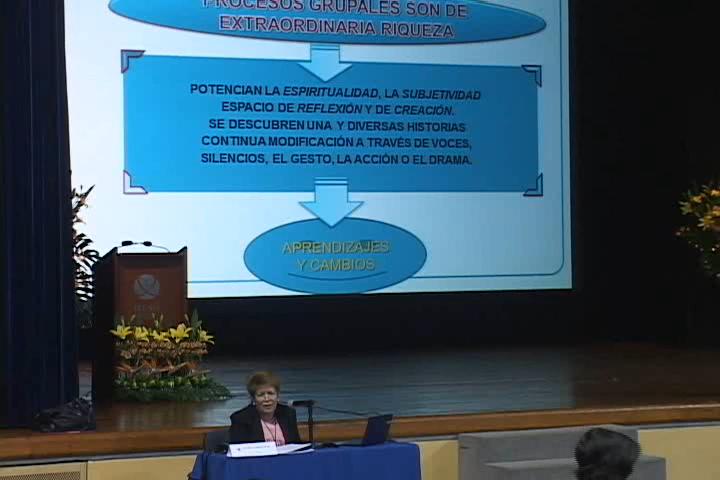 PROCESOS GRUPALES SON DE
EXTRAORDINARIA RIQUEZA
POTENCIAN LA ESPIRITUALIDAD, LA SUBJETIVIDAD
ESPACIO DE REFLEXIÓN Y DE CREACIÓN.
SE DESCUBREN UNA Y DIVERSAS HISTORIAS
CONTINUA MODIFICACIÓN A TRAVÉS DE VOCES,
SILENCIOS, EL GESTO, LA ACCIÓN O EL DRAMA.
APRENDIZAJES
Y CAMBIOS